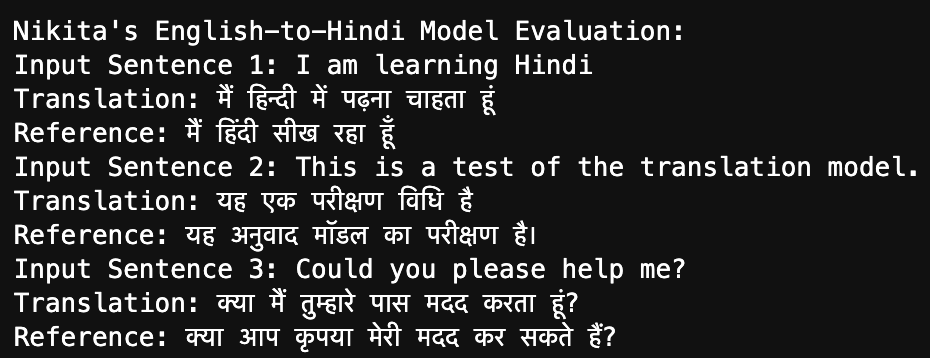 Nikita's English-to-Hindi Model Evaluation:
Input Sentence 1: I am learning Hindi
Translation: मैं हिन्दी में पढ़ना चाहता हूं
Reference: मैं हिंदी सीख रहा हूँ
Input Sentence 2: This is a test of the translation model.
Translation: यह एक परीक्षण विधि है
Reference: यह अनुवाद मॉडल का परीक्षण है।
Input Sentence 3: Could you please help me?
Translation: क्या मैं तुम्हारे पास मदद करता हूं?
Reference: क्या आप कृपया मेरी मदद कर सकते हैं?